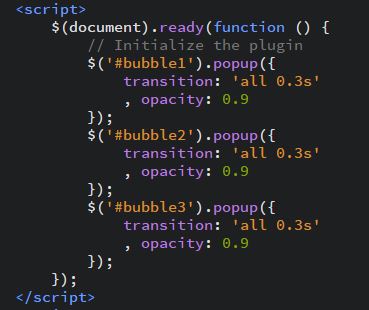 <script>
$(document).ready(function () {
// Initialize the plugin
$('#bubble1').popup({
transition: 'all 0.3s'
, opacity: 0.9
});
$('#bubble2').popup({
transition: 'all 0.3s'
, opacity: 0.9
});
$('#bubble3').popup({
transition: 'all 0.3s'
, opacity: 0.9
});
});
</script>